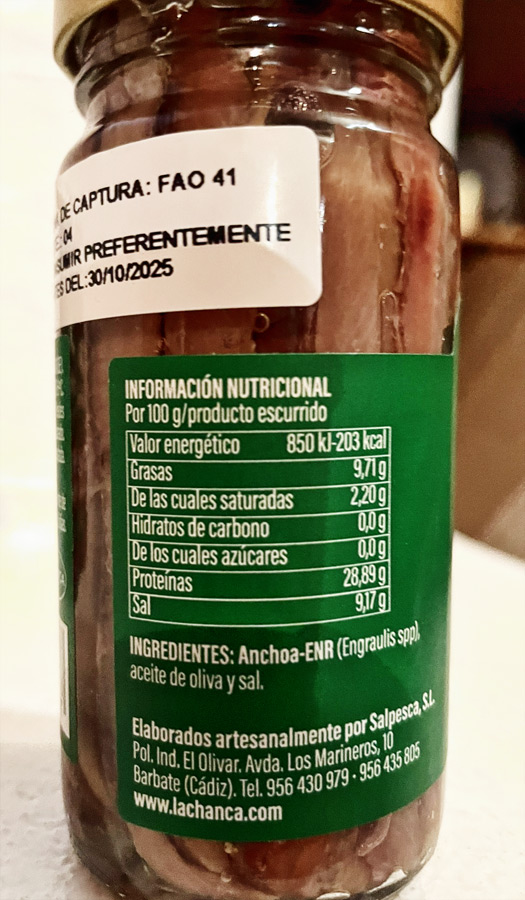 DE CAPTURA: FAO 41
04
SUMIR PREFERENTEMENTE
ES DEL:30/10/2025
INFORMACIÓN NUTRICIONAL
Por 100 g/producto escurrido
Valor energético 850 kJ-203 kcal
Grasas 9,71 g
De las cuales saturadas 2,20 g
Hidratos de carbono 0,0 g
De los cuales azúcares 0,0 g
Proteínas 28,89 g
Sal 9,17 g
INGREDIENTES: Anchoa-ENR (Engraulis spp),
aceite de oliva y sal.
Elaborados artesanalmente por Salpesca, S.L.
Pol. Ind. El Olivar. Avda. Los Marineros, 10
Barbate (Cádiz). Tel. 956 430 979 - 956 435 805
www.lachanca.com